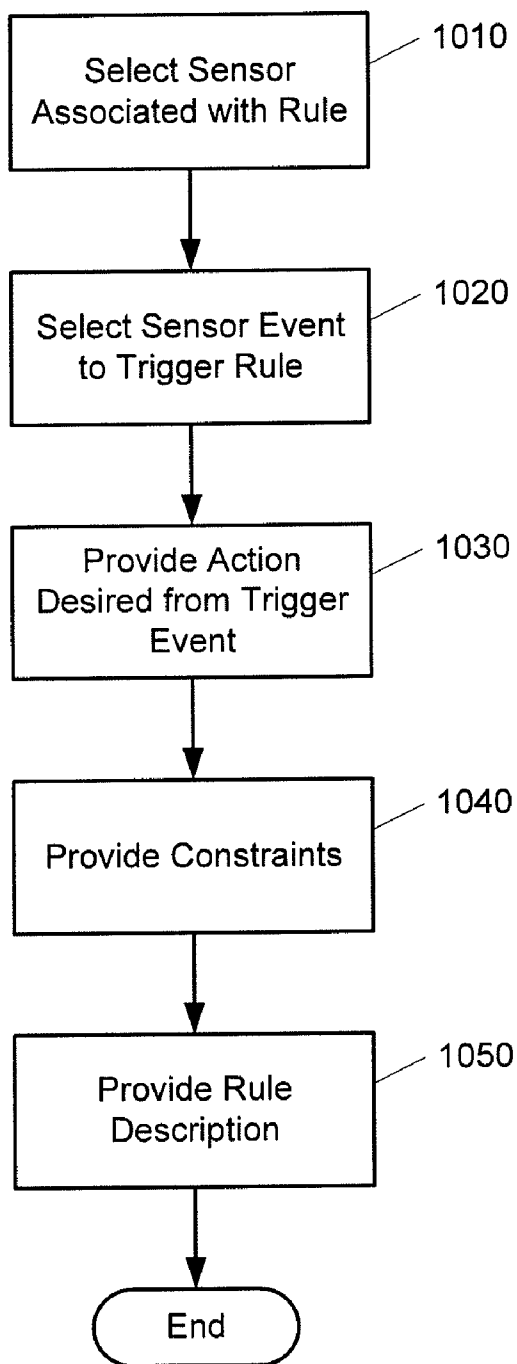 1010
Select Sensor
Associated with Rule
1020
Select Sensor Event
to Trigger Rule
1030
Provide Action
Desired from Trigger
Event
1040
Provide Constraints
1050
Provide Rule
Description
End